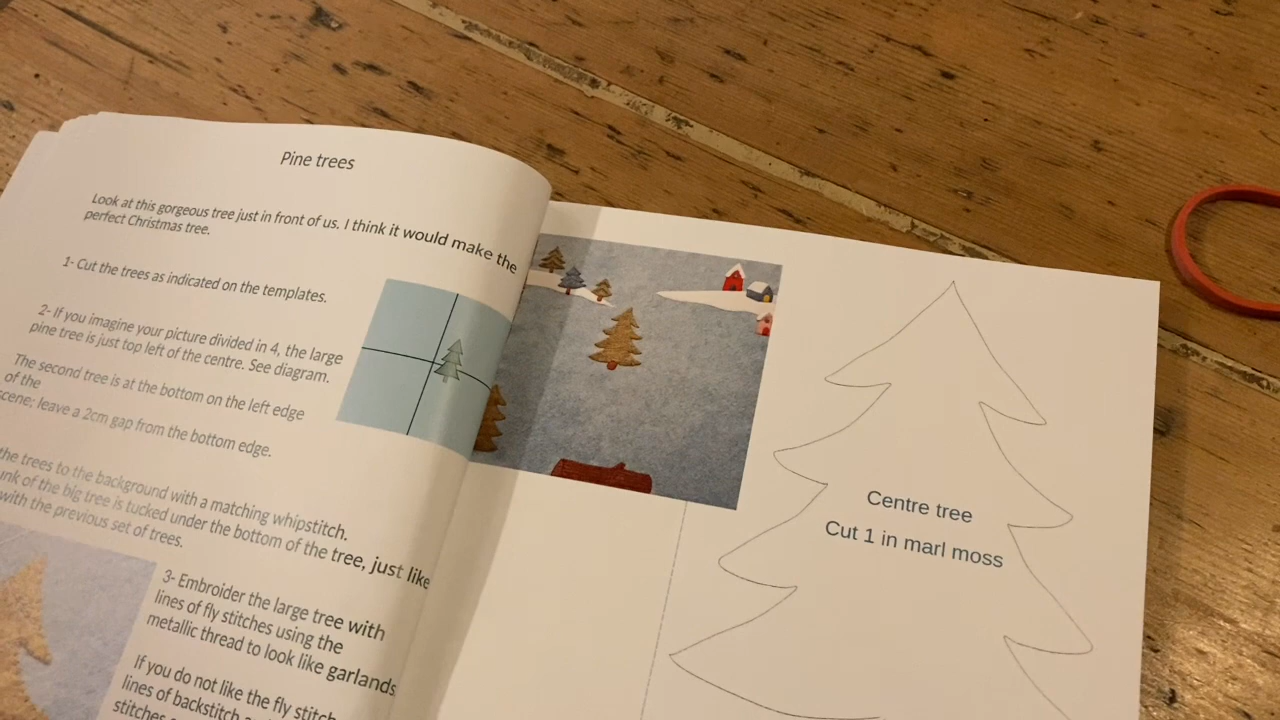 Pine trees
Look at this gorgeous tree just in front of us. I think it would make the
perfect Christmas tree.
1- Cut the trees as indicated on the templates.
2- If you imagine your picture divided in 4, the large
pine tree is just top left of the centre. See diagram.
The second tree is at the bottom on the left edge
of the
scene; leave a 2cm gap from the bottom edge.
the trees to the background with a matching whipstitch.
of the big tree is tucked under the bottom of the tree, just like
with the previous set of trees.
3- Embroider the large tree with
lines of fly stitches using the
metallic thread to look like garlands
If you do not like the fly stitch
lines of backstitch
stitches
Centre tree
Cut 1 in marl moss